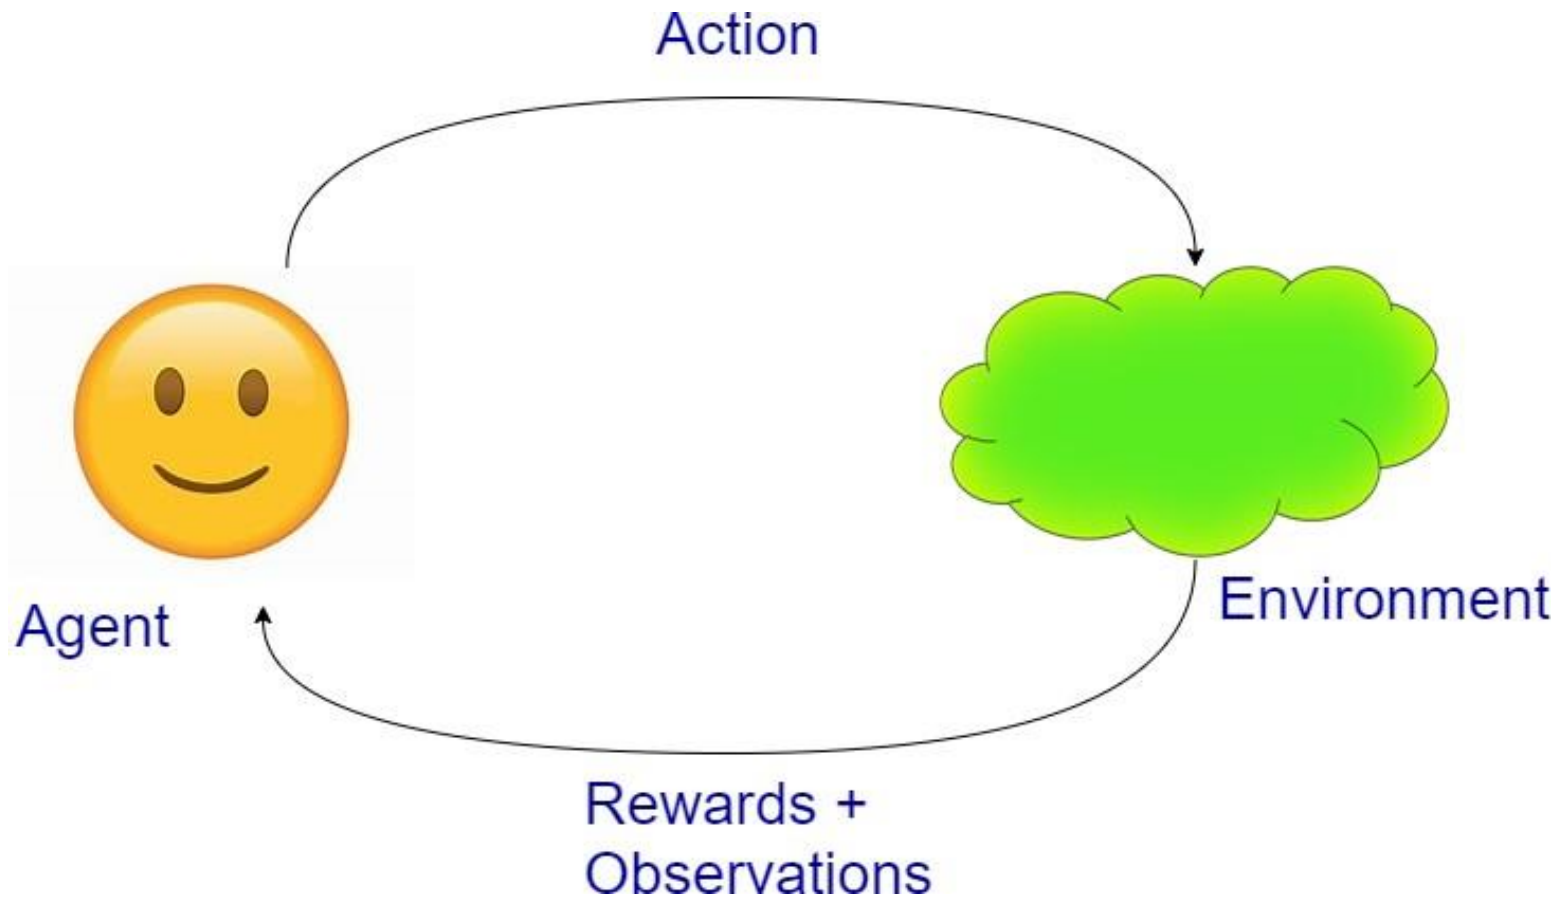 Action
Agent
Environment
Rewards +
Observations